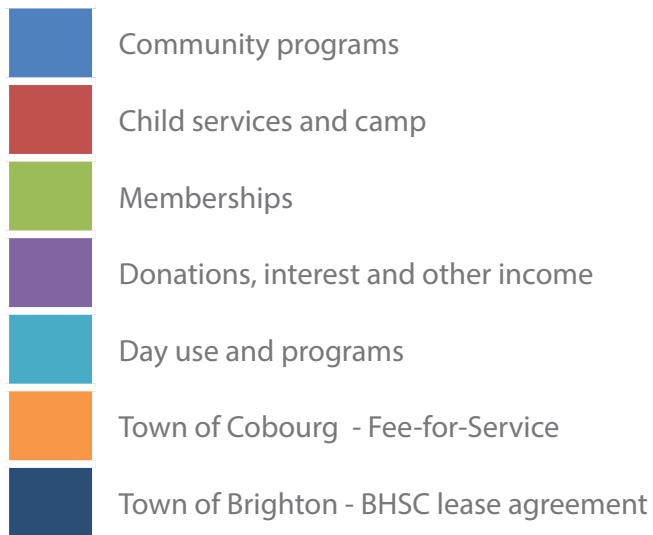 Community programs
Child services and camp
Memberships
Donations, interest and other income
Day use and programs
Town of Cobourg  - Fee-for-Service
Town of Brighton - BHSC lease agreement